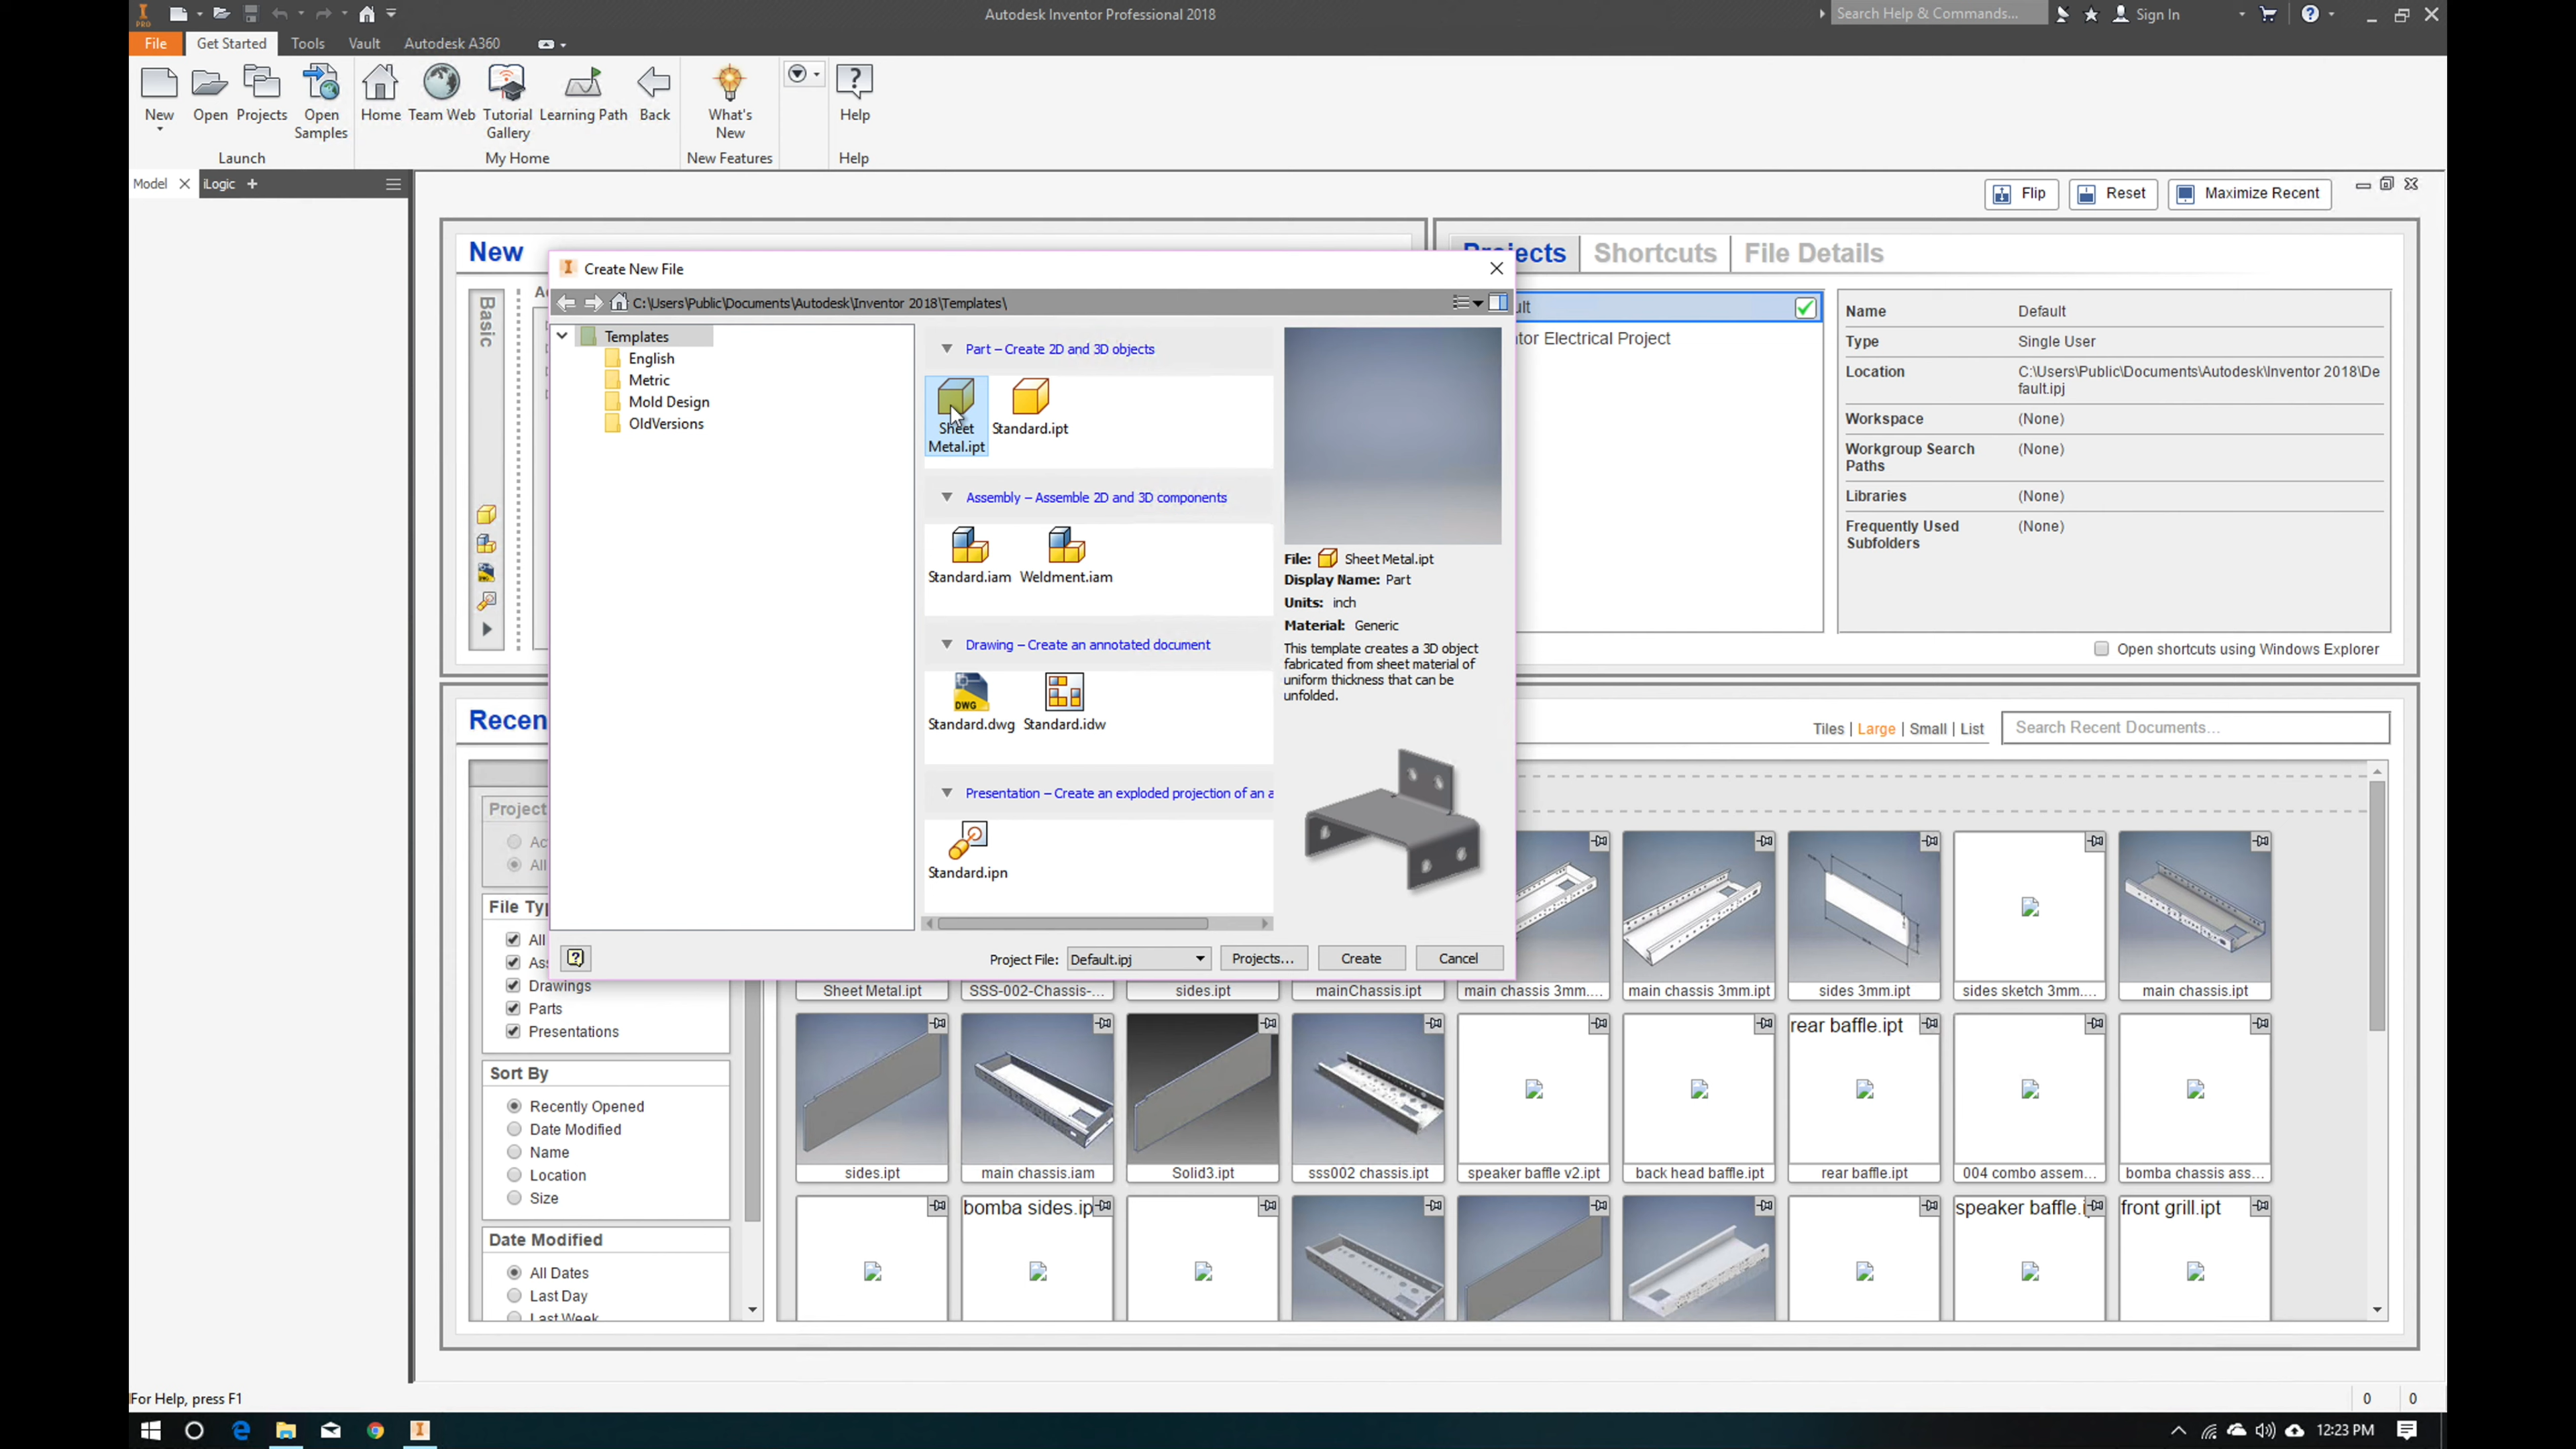 PRO
Autodesk Inventor Professional 2018
Search Help & Commands...
Sign In
File
Get Started
Tools
Vault
Autodesk A360
New
Open
Projects
Open Samples
Home
Team Web
Tutorial Gallery
Learning Path
Back
What's New
Help
Launch
My Home
New Features
Help
Model
iLogic
Flip
Reset
Maximize Recent
New
Basic
Create New File
C:\Users\Public\Documents\Autodesk\Inventor 2018\Templates\
Templates
English
Metric
Mold Design
OldVersions
Part – Create 2D and 3D objects
Sheet Metal.ipt
Standard.ipt
Assembly – Assemble 2D and 3D components
Standard.iam
Weldment.iam
Drawing – Create an annotated document
DWG
Standard.dwg
Standard.idw
Presentation – Create an exploded projection of an a
Standard.ipn
File: Sheet Metal.ipt
Display Name: Part
Units: inch
Material: Generic
This template creates a 3D object
fabricated from sheet material of
uniform thickness that can be
unfolded.
Project File:
Default.ipj
Projects...
Create
Cancel
Shortcuts
File Details
tor Electrical Project
Name Default
Type Single User
Location C:\Users\Public\Documents\Autodesk\Inventor 2018\De
fault.ipj
Workspace (None)
Workgroup Search (None)
Paths
Libraries (None)
Frequently Used (None)
Subfolders
Open shortcuts using Windows Explorer
Recen
Tiles | Large | Small | List
Search Recent Documents...
Project
Ac
All
File Typ
All
Ass
Drawings
Parts
Presentations
Sort By
Recently Opened
Date Modified
Name
Location
Size
Date Modified
All Dates
Last Day
Last Week
Sheet Metal.ipt
SSS-002-Chassis-...
sides.ipt
mainChassis.ipt
main chassis 3mm....
main chassis 3mm.ipt
sides 3mm.ipt
sides sketch 3mm....
main chassis.ipt
rear baffle.ipt
sides.ipt
main chassis.iam
Solid3.ipt
sss002 chassis.ipt
speaker baffle v2.ipt
back head baffle.ipt
rear baffle.ipt
004 combo assem...
bomba chassis ass...
bomba sides.ip
speaker baffle.i
front grill.ipt
For Help, press F1
0
0
12:23 PM